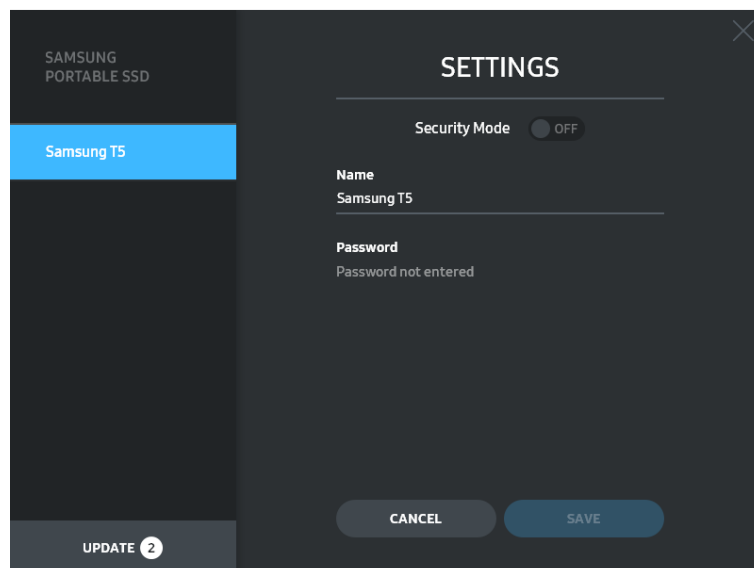 SAMSUNG
PORTABLE SSD
Samsung T5
UPDATE 2
SETTINGS
Security Mode OFF
Name
Samsung T5
Password
Password not entered
CANCEL SAVE